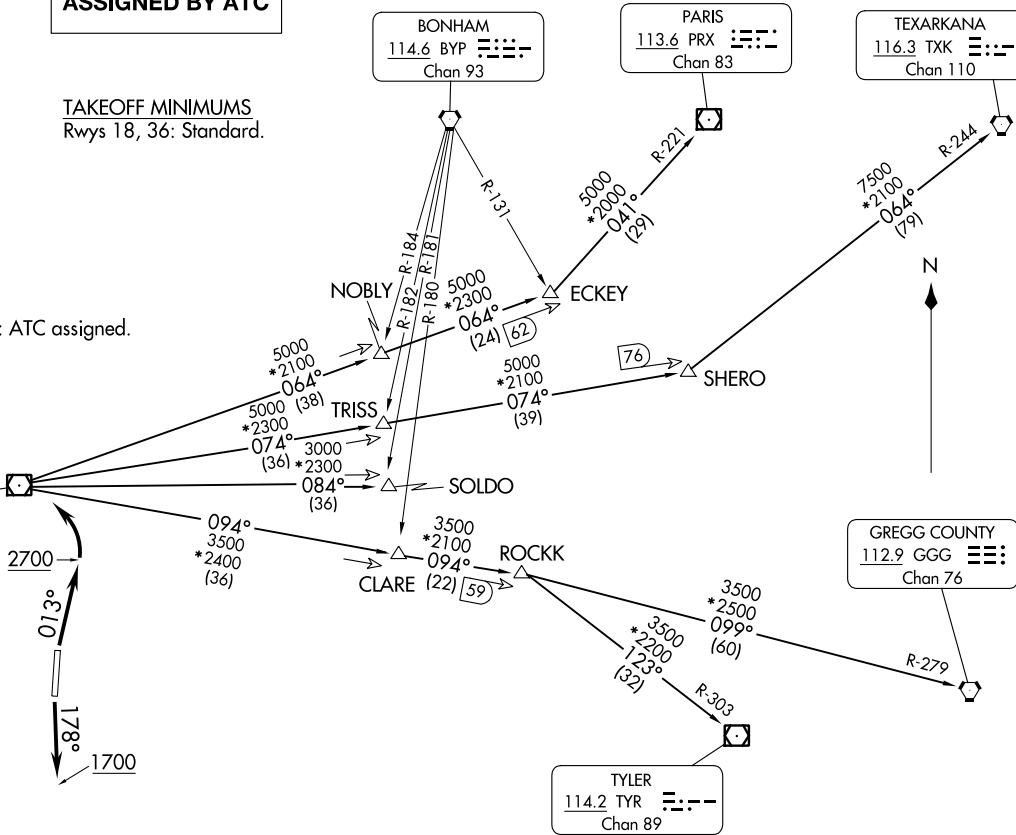 ASSIGNED BY ATC
BONHAM
114.6 BYP
Chan 93
PARIS
113.6 PRX
Chan 83
TEXARKANA
116.3 TXK
Chan 110
TAKEOFF MINIMUMS
Rwys 18, 36: Standard.
R-221
R-244
R-131
5000
*2000
041°
(29)
7500
*2100
064°
(79)
R-184
R-181
R-182
R-180
N
NOBLY
5000
*2300
064°
(24)
62
ECKEY
: ATC assigned.
5000
*2100
064°
(38)
76
5000
*2100
074°
(39)
SHERO
TRISS
5000
*2300
074°
(36)
3000
*2300
084°
(36)
SOLDO
094°
3500
*2400
(36)
CLARE
3500
*2100
094°
(22)
59
ROCKK
GREGG COUNTY
112.9 GGG
Chan 76
2700
013°
3500
*2500
099°
(60)
3500
*2200
123°
(32)
R-279
R-303
178°
1700
TYLER
114.2 TYR
Chan 89